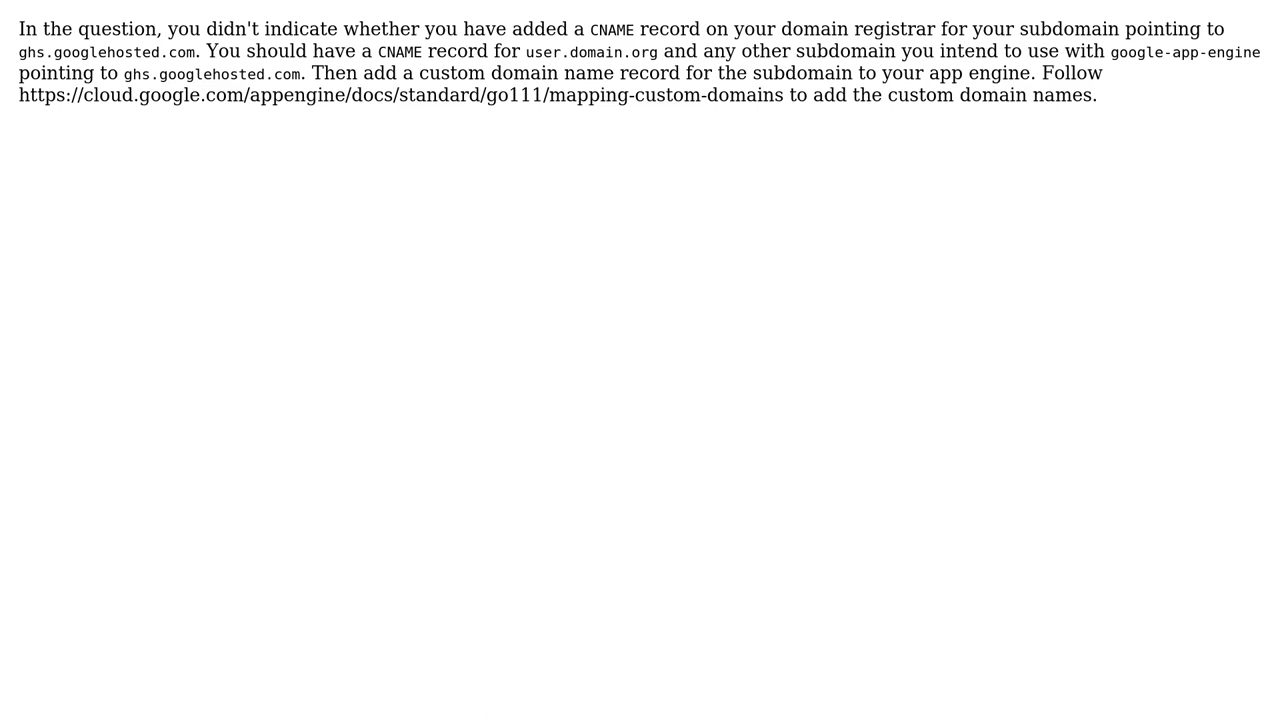 In the question, you didn't indicate whether you have added a CNAME record on your domain registrar for your subdomain pointing to
ghs.googlehosted.com. You should have a CNAME record for user.domain.org and any other subdomain you intend to use with google-app-engine
pointing to ghs.googlehosted.com. Then add a custom domain name record for the subdomain to your app engine. Follow
https://cloud.google.com/appengine/docs/standard/go111/mapping-custom-domains to add the custom domain names.